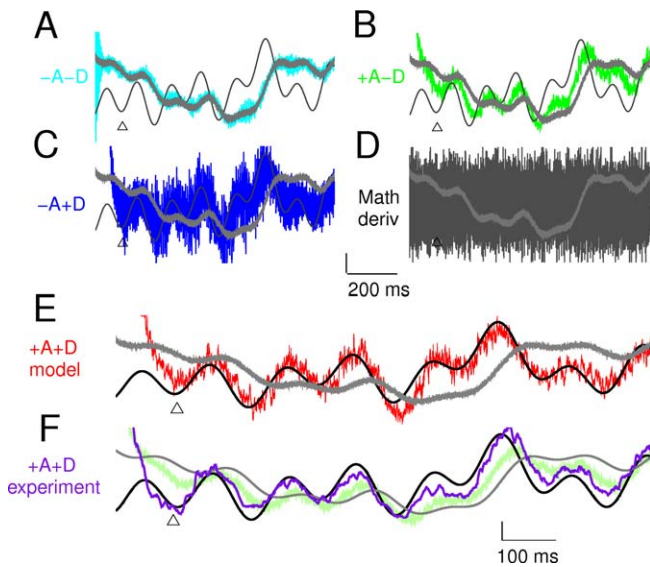 A
−A−D
B
+A−D
C
−A+D
D
Math
deriv
200 ms
E
+A+D
model
F
+A+D
experiment
100 ms